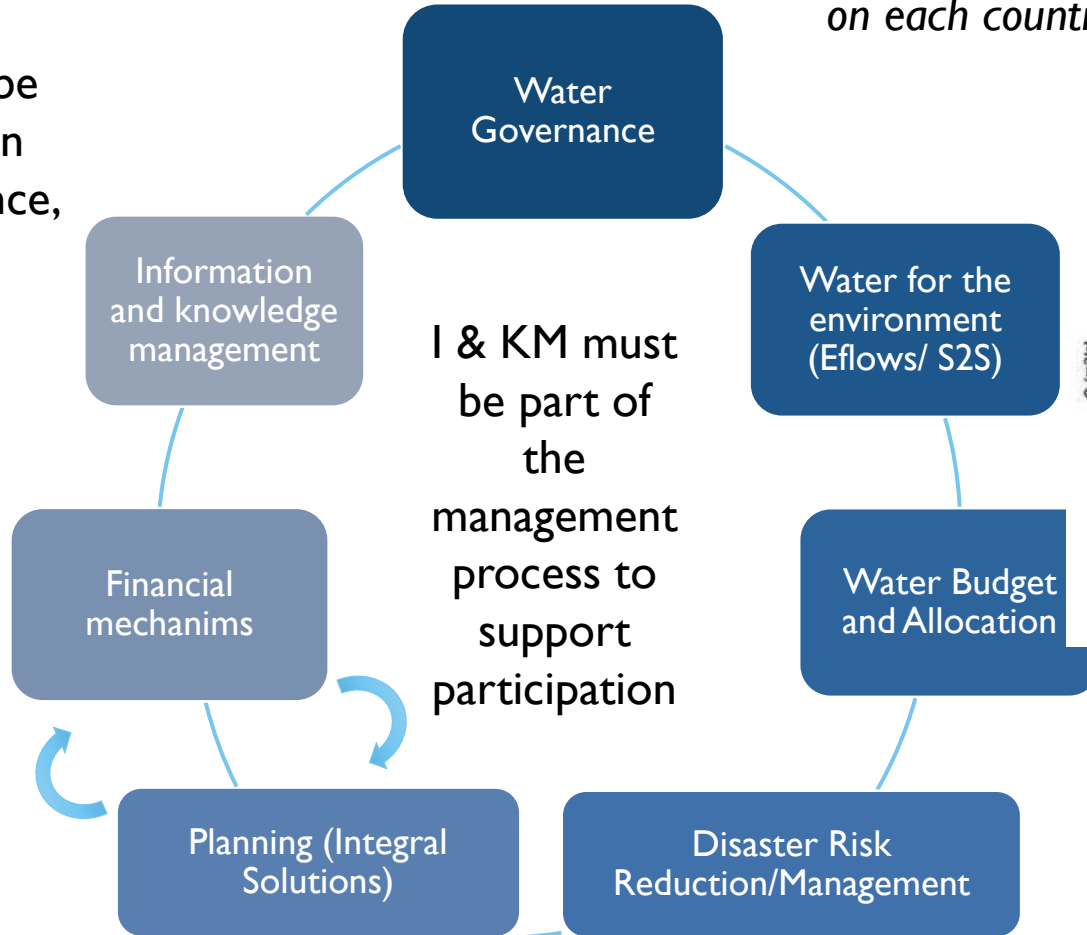 on each countr
be
n
nce,
Water
Governance
Information
and knowledge
management
Water for the
environment
(Eflows/ S2S)
I & KM must
be part of
the
management
process to
support
participation
Financial
mechanims
Water Budget
and Allocation
Planning (Integral
Solutions)
Disaster Risk
Reduction/Management